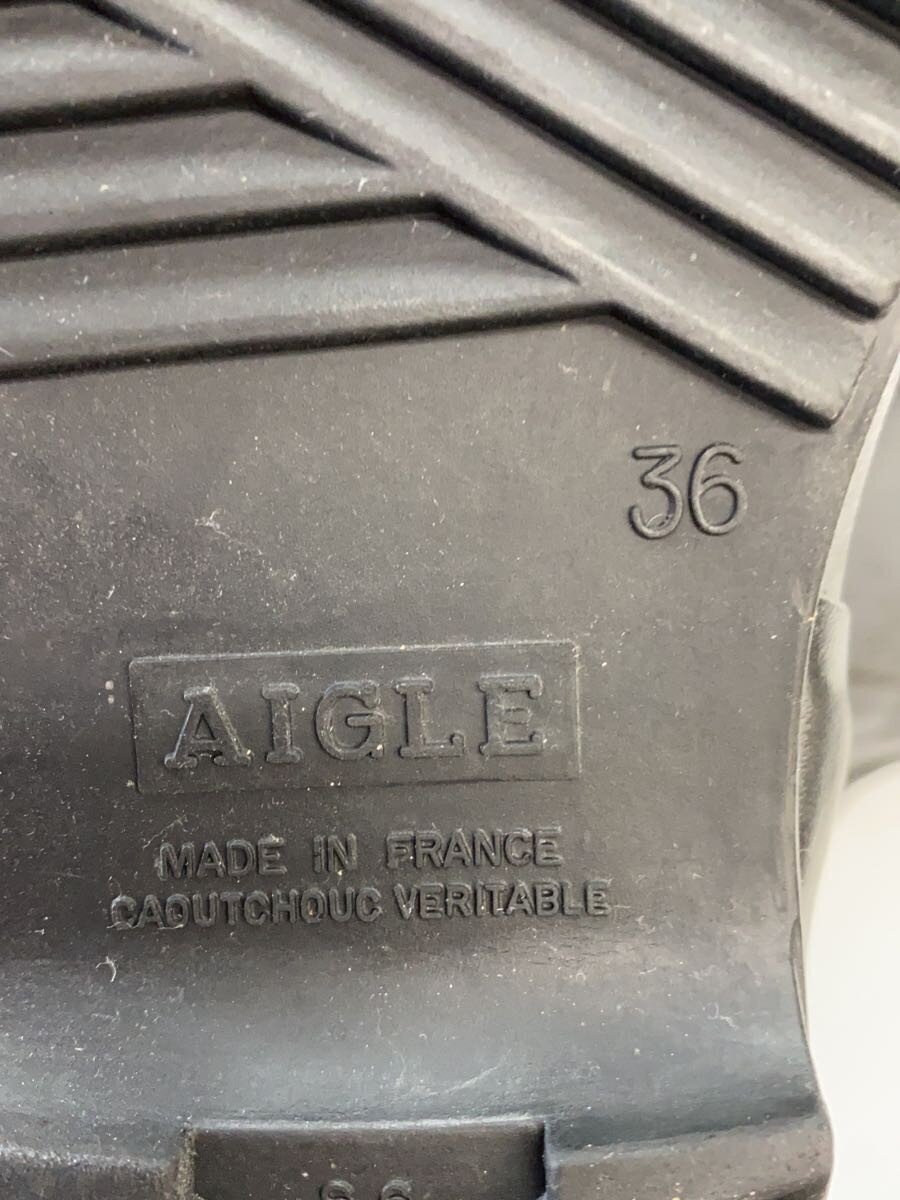 36
AIGLE
MADE IN FRANCE
CAOUTCHOUC VERITABLE